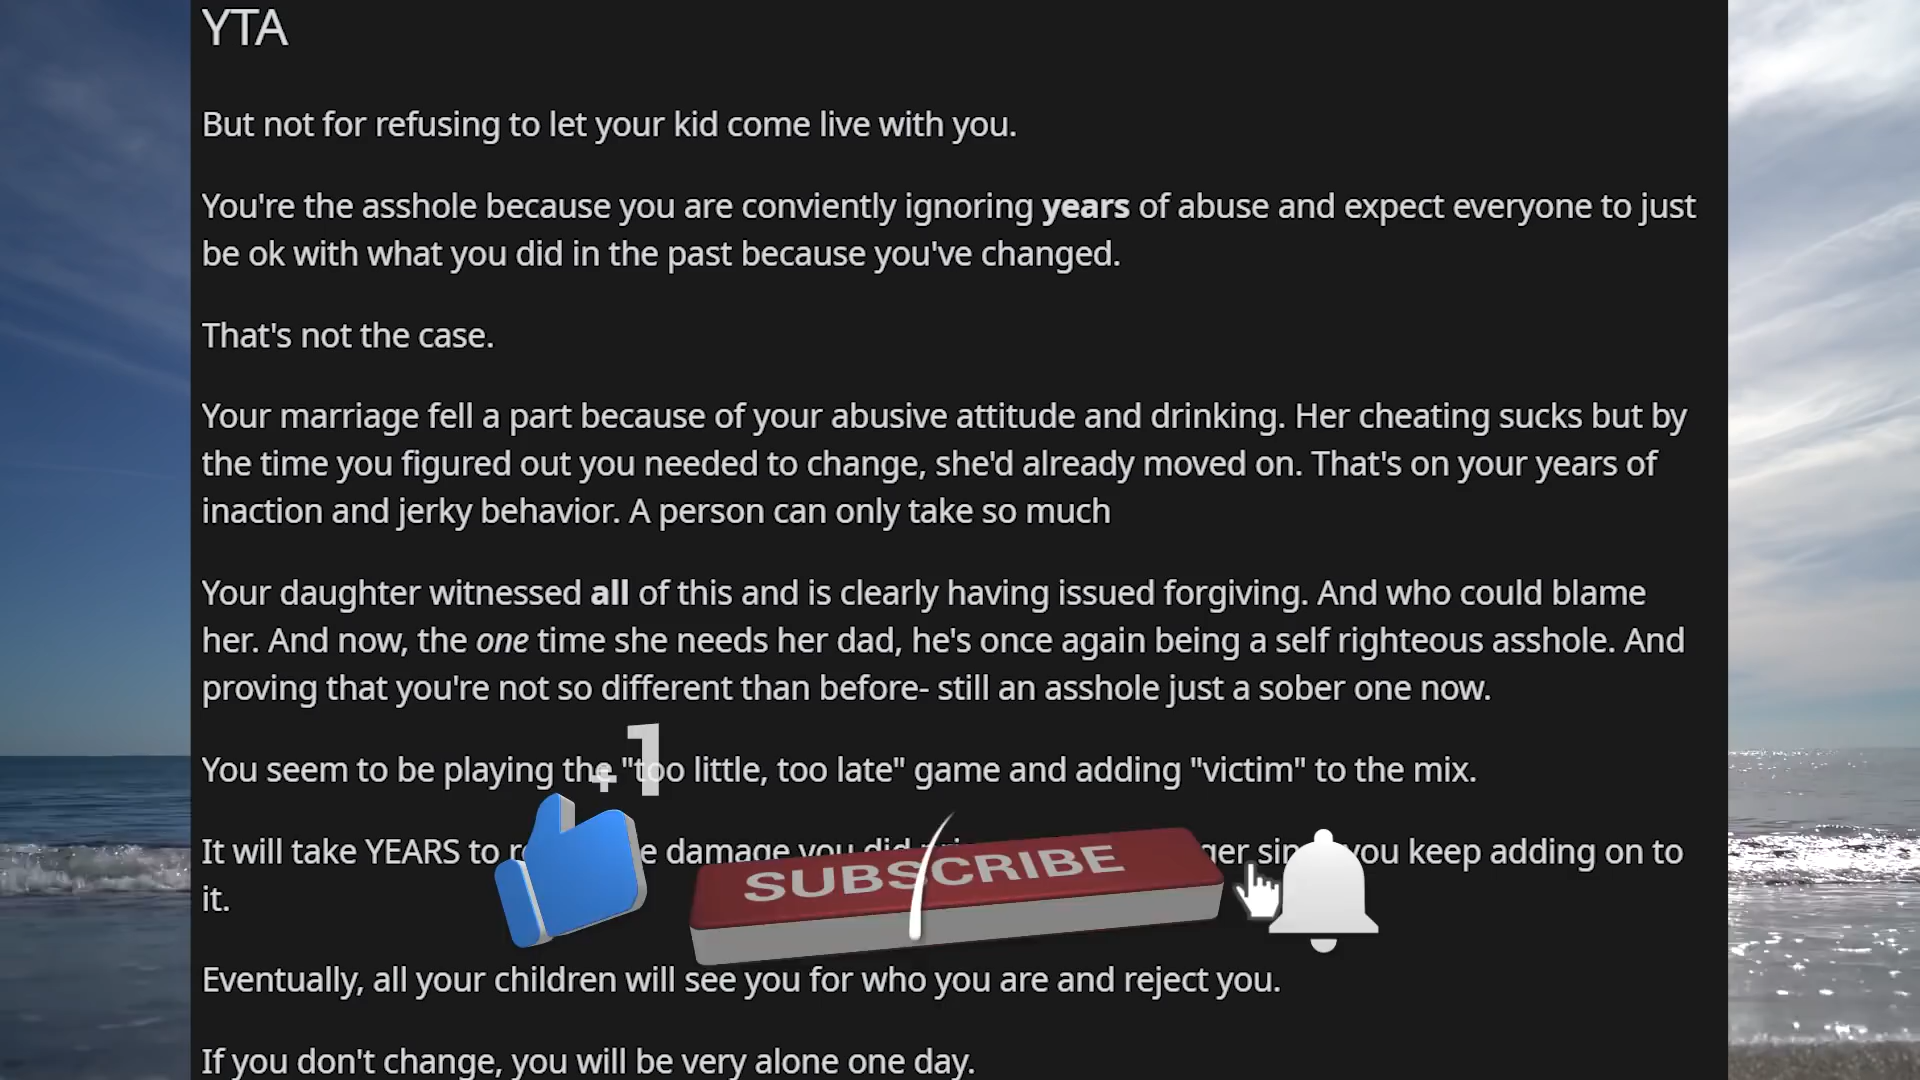 YTA
But not for refusing to let your kid come live with you.
You're the asshole because you are conviently ignoring years of abuse and expect everyone to just
be ok with what you did in the past because you've changed.
That's not the case.
Your marriage fell a part because of your abusive attitude and drinking. Her cheating sucks but by
the time you figured out you needed to change, she'd already moved on. That's on your years of
inaction and jerky behavior. A person can only take so much
Your daughter witnessed all of this and is clearly having issued forgiving. And who could blame
her. And now, the one time she needs her dad, he's once again being a self righteous asshole. And
proving that you're not so different than before- still an asshole just a sober one now.
+1
You seem to be playing the "too little, too late" game and adding "victim" to the mix.
It will take YEARS to damage you did you keep adding on to
it.
SUBSCRIBE
Eventually, all your children will see you for who you are and reject you.
If you don't change, you will be very alone one day.